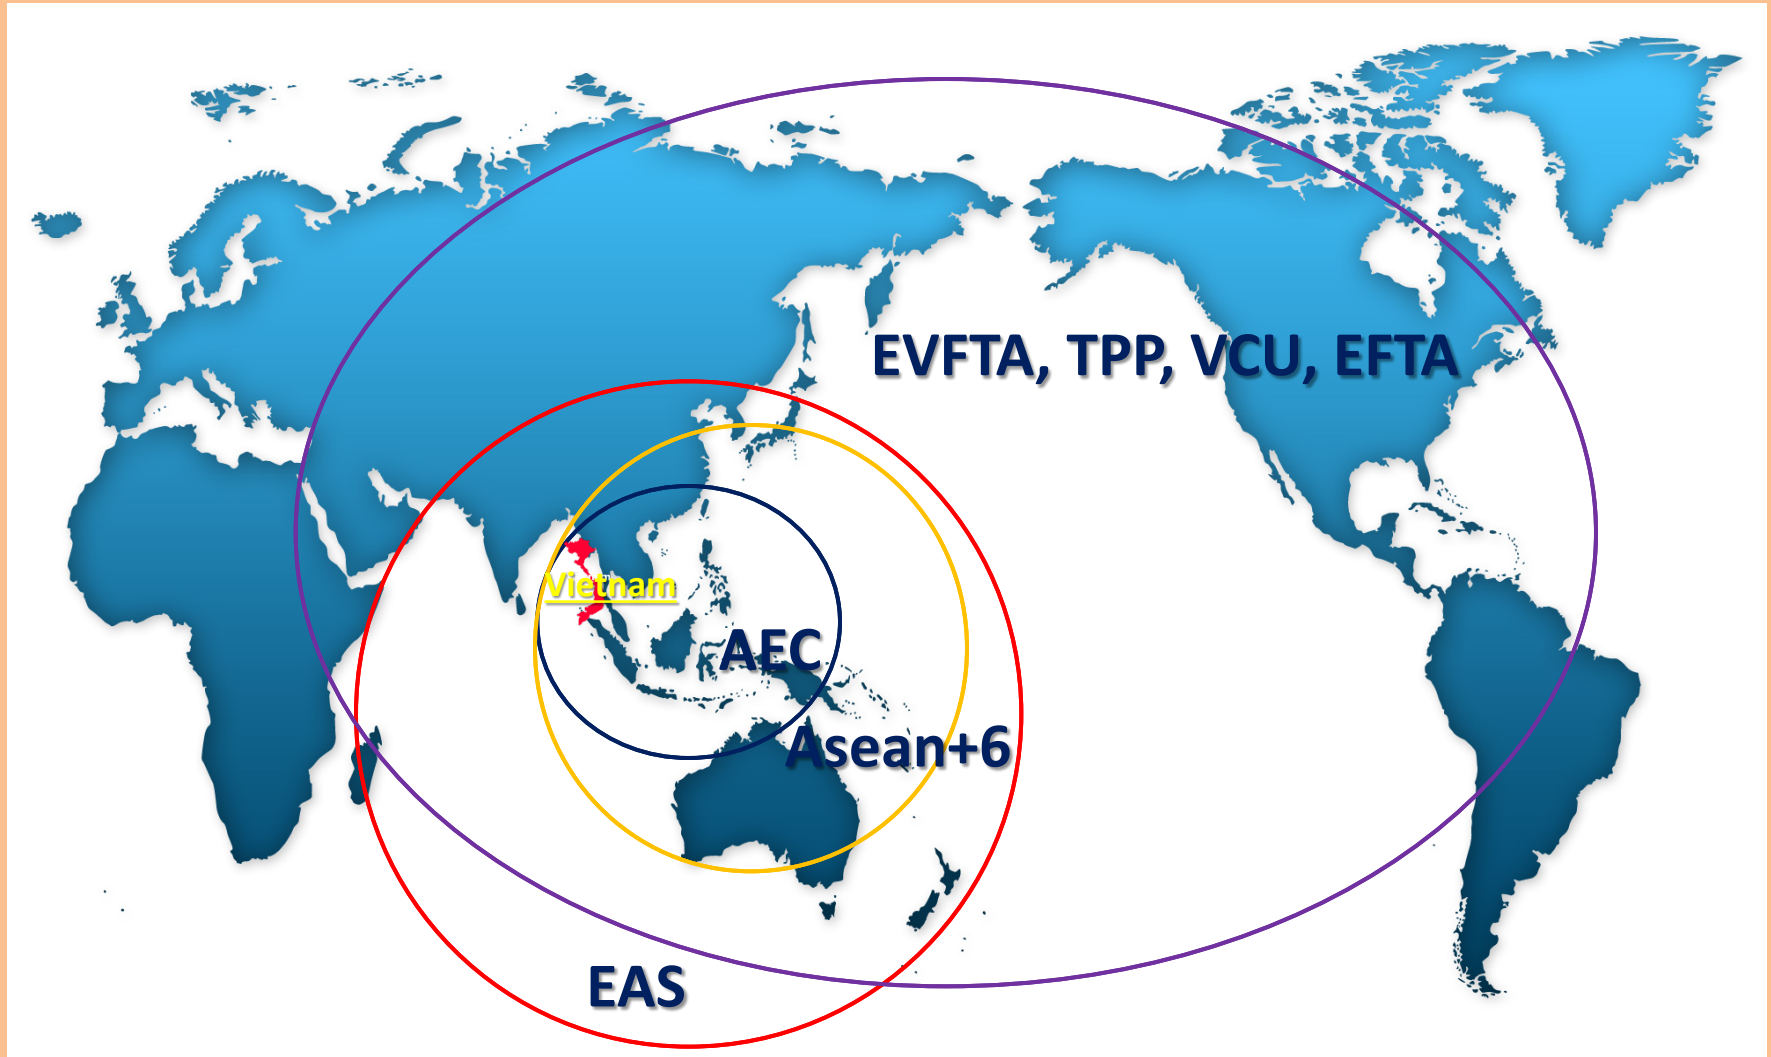 EVFTA, TPP, VCU, EFTA
Vietnam
AEC
Asean+6
EAS